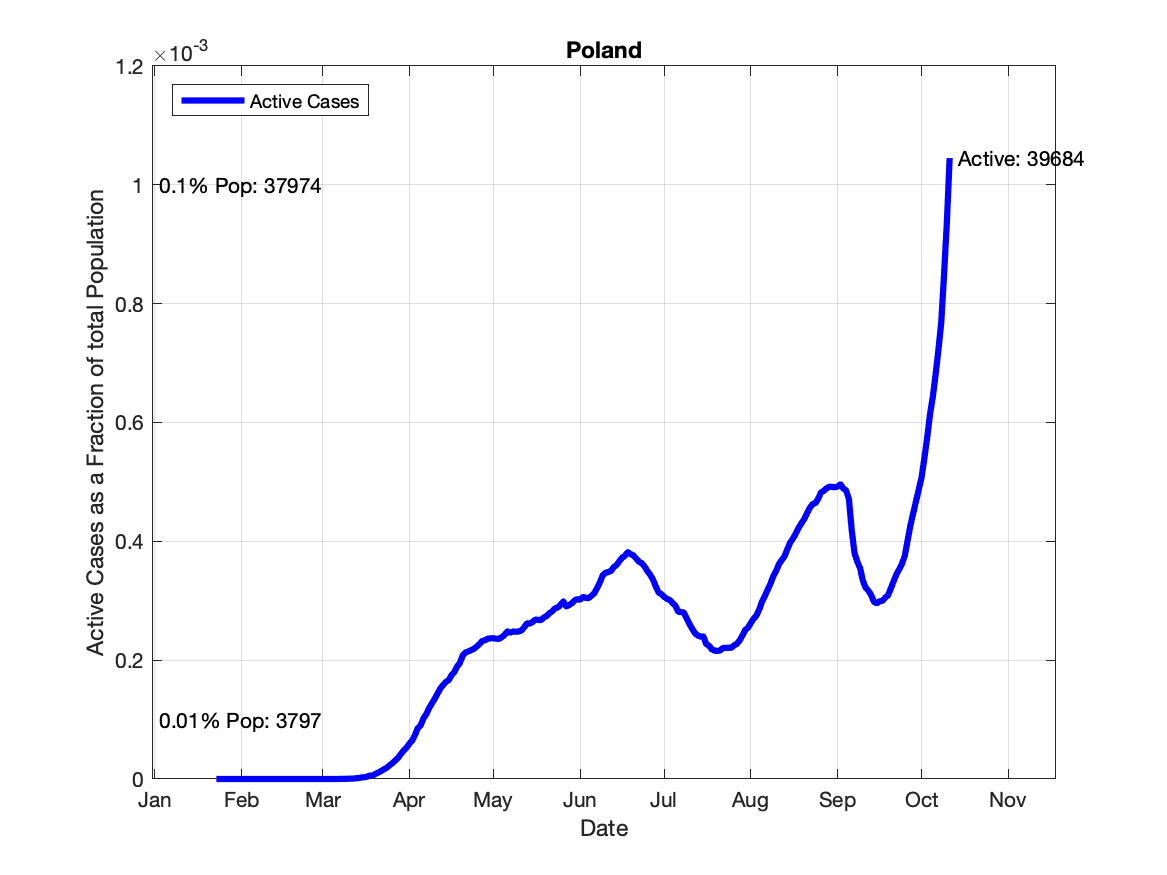 Poland
×10-3
1.2
Active Cases
Active: 39684
1
0.1% Pop: 37974
0.8
0.6
0.4
0.2
0.01% Pop: 3797
0
Active Cases as a Fraction of total Population
Jan Feb Mar Apr May Jun Jul Aug Sep Oct Nov
Date